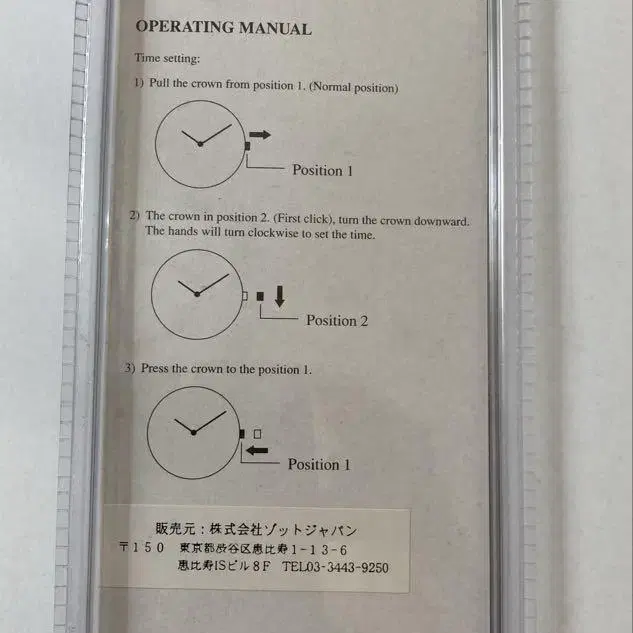 OPERATING MANUAL
Time setting:
1) Pull the crown from position 1. (Normal position)
Position 1
2) The crown in position 2. (First click), turn the crown downward.
The hands will turn clockwise to set the time.
Position 2
3) Press the crown to the position 1.
Position 1
販売元：株式会社ゾットジャパン
〒150 東京都渋谷区恵比寿1-13-6
恵比寿ISビル8F TEL03-3443-9250